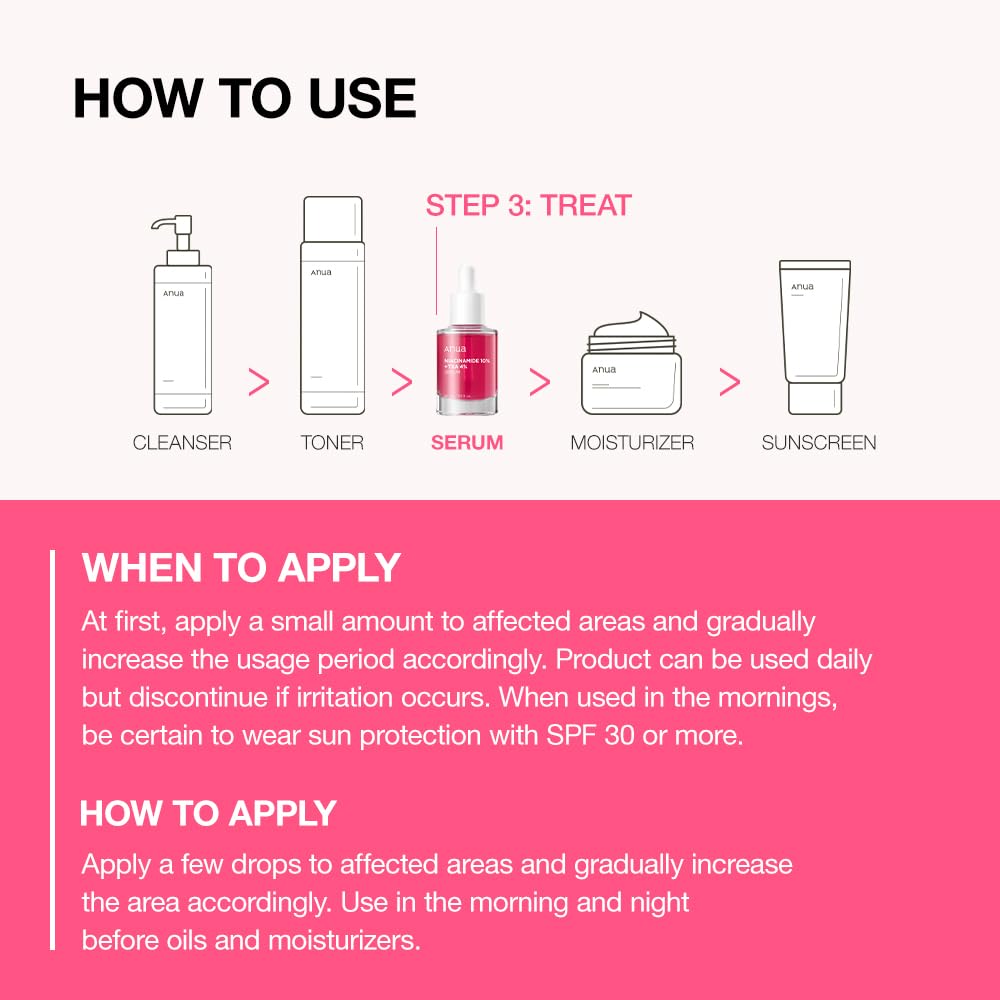 HOW TO USE
STEP 3: TREAT
Anua
Anua
Anua
NIACINAMIDE 10%
+TXA 4%
SERUM
Anua
Anua
CLEANSER > TONER > SERUM > MOISTURIZER > SUNSCREEN
WHEN TO APPLY
At first, apply a small amount to affected areas and gradually
increase the usage period accordingly. Product can be used daily
but discontinue if irritation occurs. When used in the mornings,
be certain to wear sun protection with SPF 30 or more.
HOW TO APPLY
Apply a few drops to affected areas and gradually increase
the area accordingly. Use in the morning and night
before oils and moisturizers.